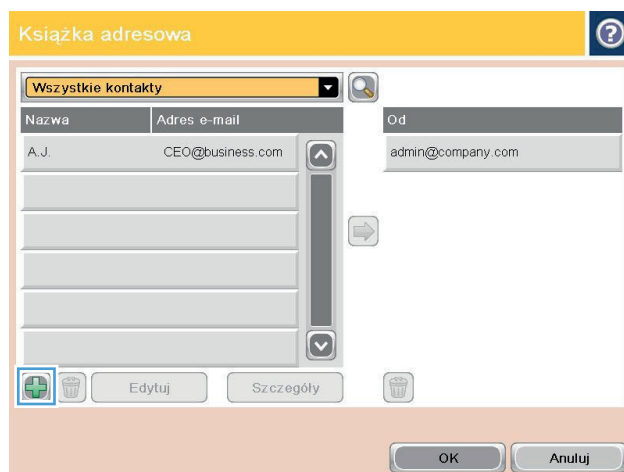 Książka adresowa
?
Wszystkie kontakty
Nazwa Adres e-mail Od
A.J. CEO@business.com admin@company.com
Edytuj Szczegóły
OK Anuluj